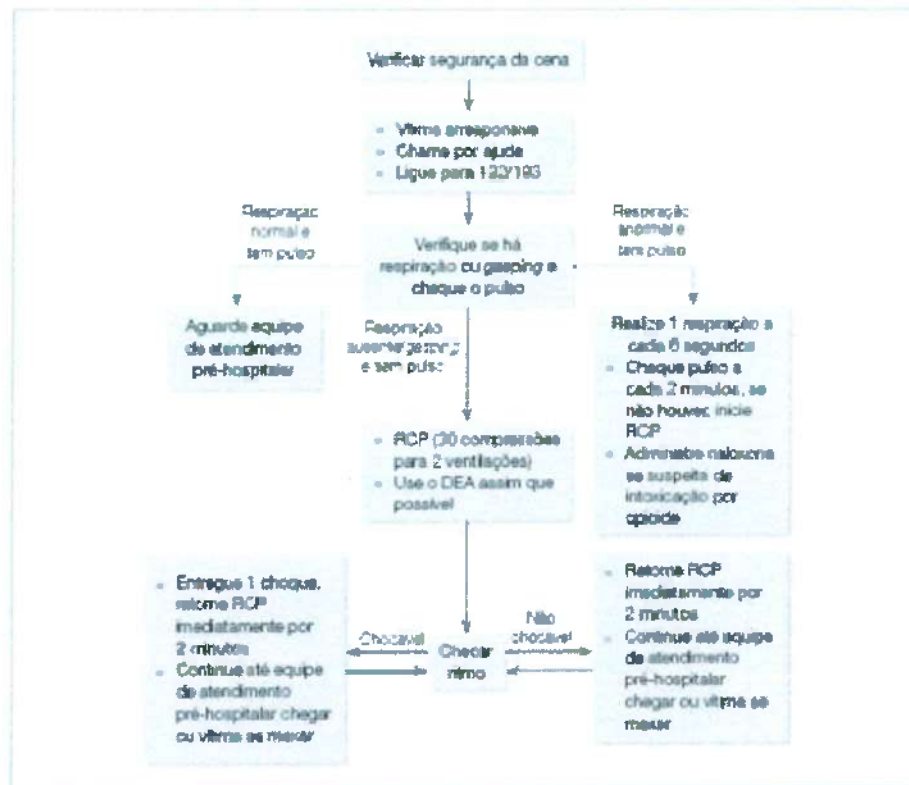 Verificar segurança da cena
• Vítima arresponsiva
• Chame por ajuda
• Ligue para 192/193
Respiração
normal e
tem pulso
Verifique se há
respiração ou gasping e
cheque o pulso
Respiração
anormal e
tem pulso
Aguarde equipe
de atendimento
pré-hospitalar
Respiração
ausente/gasping
e sem pulso
Realize 1 respiração a
cada 6 segundos
• Cheque pulso a
cada 2 minutos, se
não houver, inicie
RCP
• Administre naloxona
se suspeita de
intoxicação por
opioide
• RCP (30 compressões
para 2 ventilações)
• Use o DEA assim que
possível
• Entregue 1 choque,
retome RCP
imediatamente por
2 minutos
• Continue até equipe
de atendimento
pré-hospitalar chegar
ou vítima se mexer
Chocável
Checar
ritmo
Não
chocável
• Retome RCP
imediatamente por
2 minutos
• Continue até equipe
de atendimento
pré-hospitalar
chegar ou vítima se
mexer